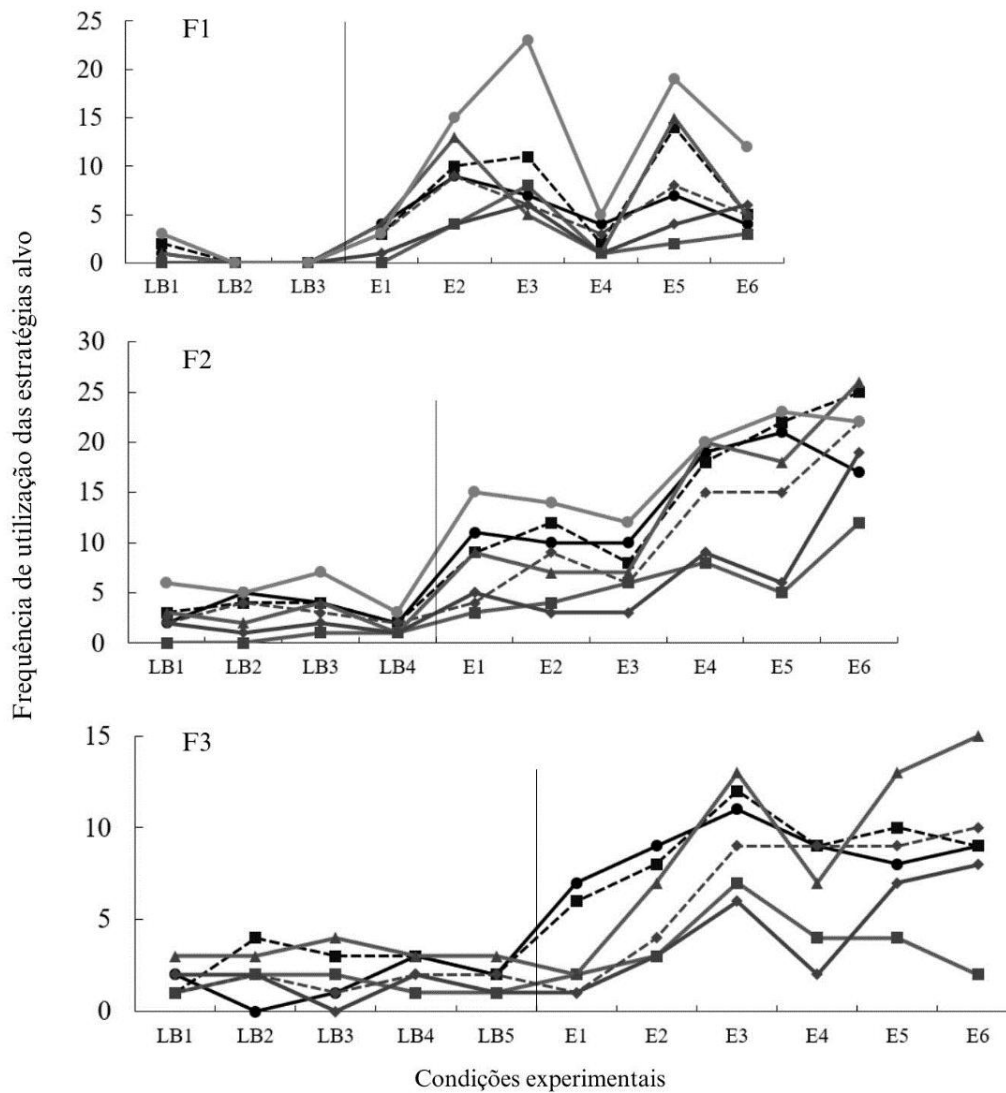 Frequência de utilização das estratégias alvo
F1
25
20
15
10
5
0
LB1 LB2 LB3 E1 E2 E3 E4 E5 E6
F2
30
25
20
15
10
5
0
LB1 LB2 LB3 LB4 E1 E2 E3 E4 E5 E6
F3
15
10
5
0
LB1 LB2 LB3 LB4 LB5 E1 E2 E3 E4 E5 E6
Condições experimentais